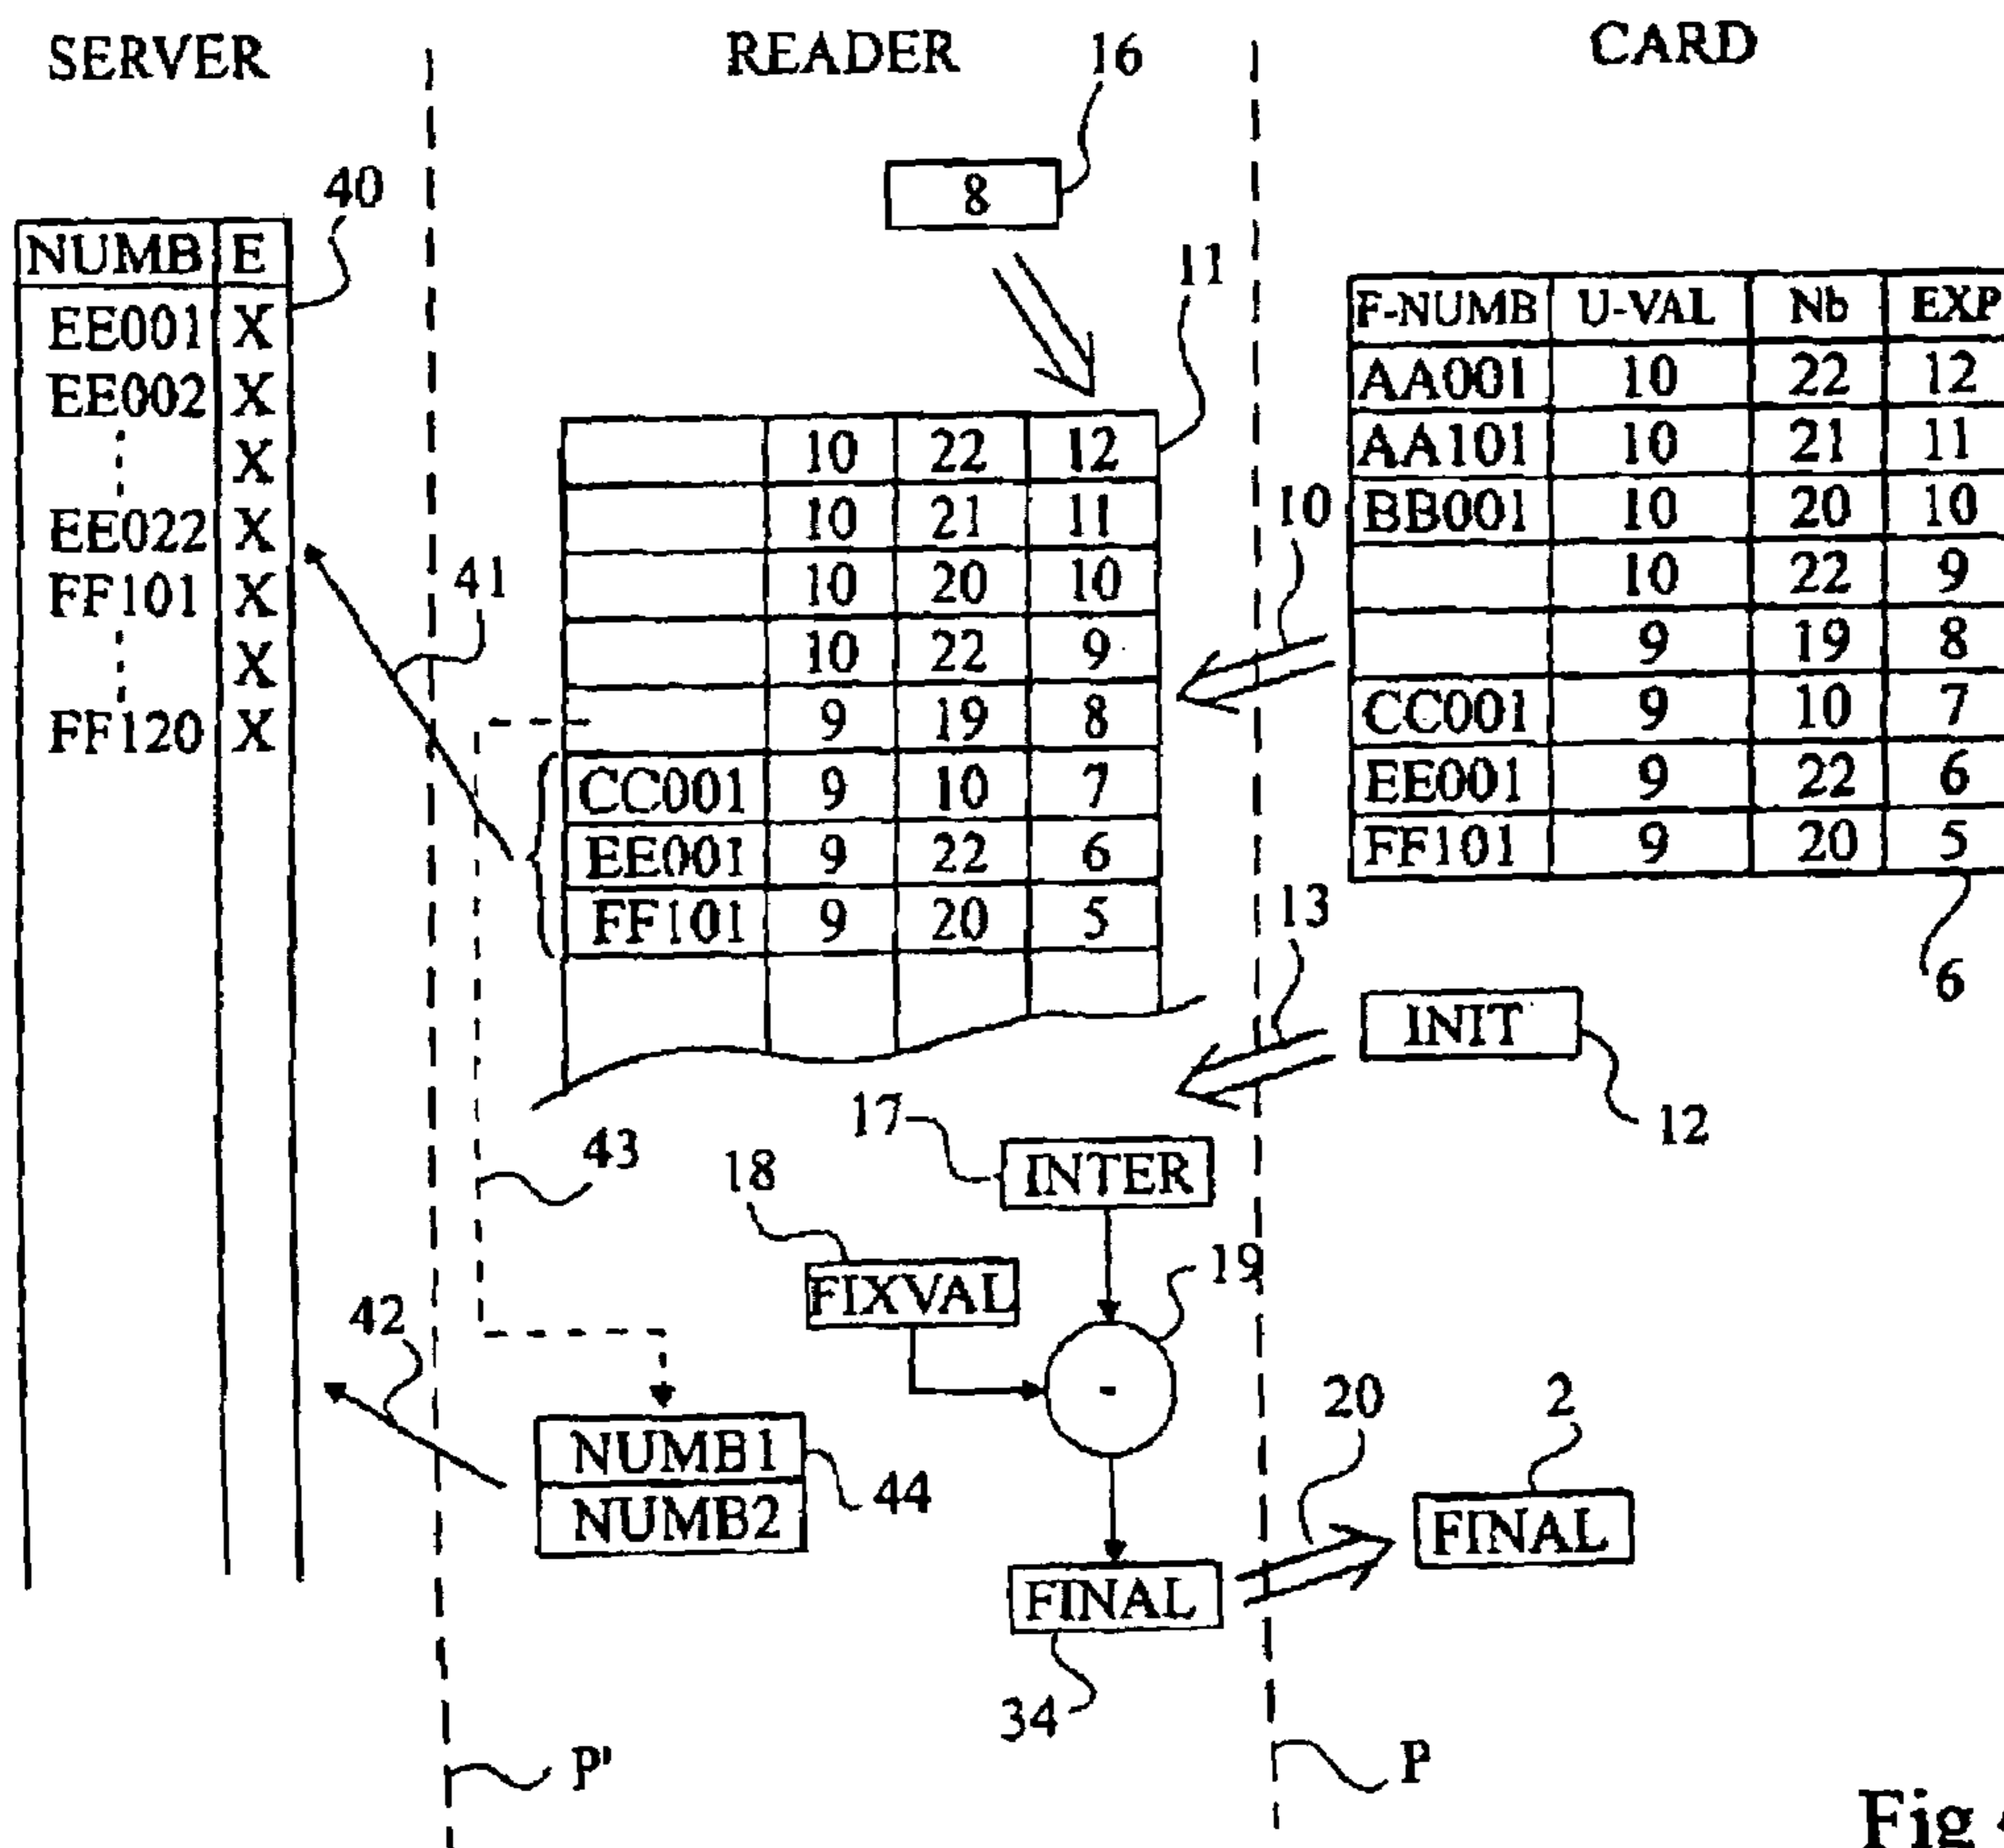 SERVER READER CARD
16
8
40
NUMB E
EE001 X
EE002 X
X
EE022 X
FF101 X
X
FF120 X
41
11
10 22 12
10 21 11
10 20 10
10 22 9
9 19 8
CC001 9 10 7
EE001 9 22 6
FF101 9 20 5
10
F-NUMB U-VAL Nb EXP
AA001 10 22 12
AA101 10 21 11
BB001 10 20 10
10 22 9
9 19 8
CC001 9 10 7
EE001 9 22 6
FF101 9 20 5
6
13
INIT
12
17
INTER
43
18
FIXVAL
19
-
42
NUMB1
NUMB2
44
20
2
FINAL
FINAL
34
P'
P
Fig